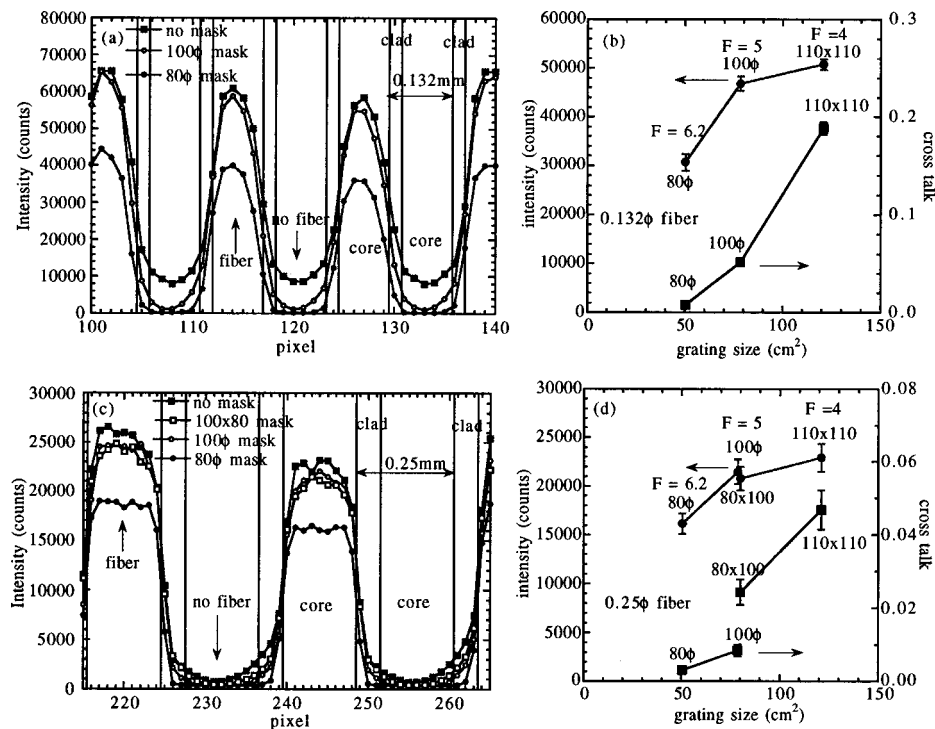 (a)
no mask
100ϕ mask
80ϕ mask
clad
clad
0.132mm
no fiber
fiber
core
core
Intensity (counts)
80000
70000
60000
50000
40000
30000
20000
10000
0
100
110
120
130
140
pixel
(b)
F = 5
100ϕ
F = 4
110x110
110x110
F = 6.2
80ϕ
0.132ϕ fiber
100ϕ
80ϕ
intensity (counts)
60000
50000
40000
30000
20000
10000
0
0.3
0.2
0.1
0.0
cross talk
0
50
100
150
grating size (cm²)
(c)
no mask
100x80 mask
100ϕ mask
80ϕ mask
clad
clad
0.25mm
fiber
no fiber
core
core
Intensity (counts)
30000
25000
20000
15000
10000
5000
0
220
230
240
250
260
pixel
(d)
F = 5
100ϕ
F =4
110x110
F = 6.2
80ϕ
80x100
110x110
80x100
0.25ϕ fiber
100ϕ
80ϕ
intensity (counts)
30000
25000
20000
15000
10000
5000
0
0.08
0.06
0.04
0.02
0.00
cross talk
0
50
100
150
grating size (cm²)